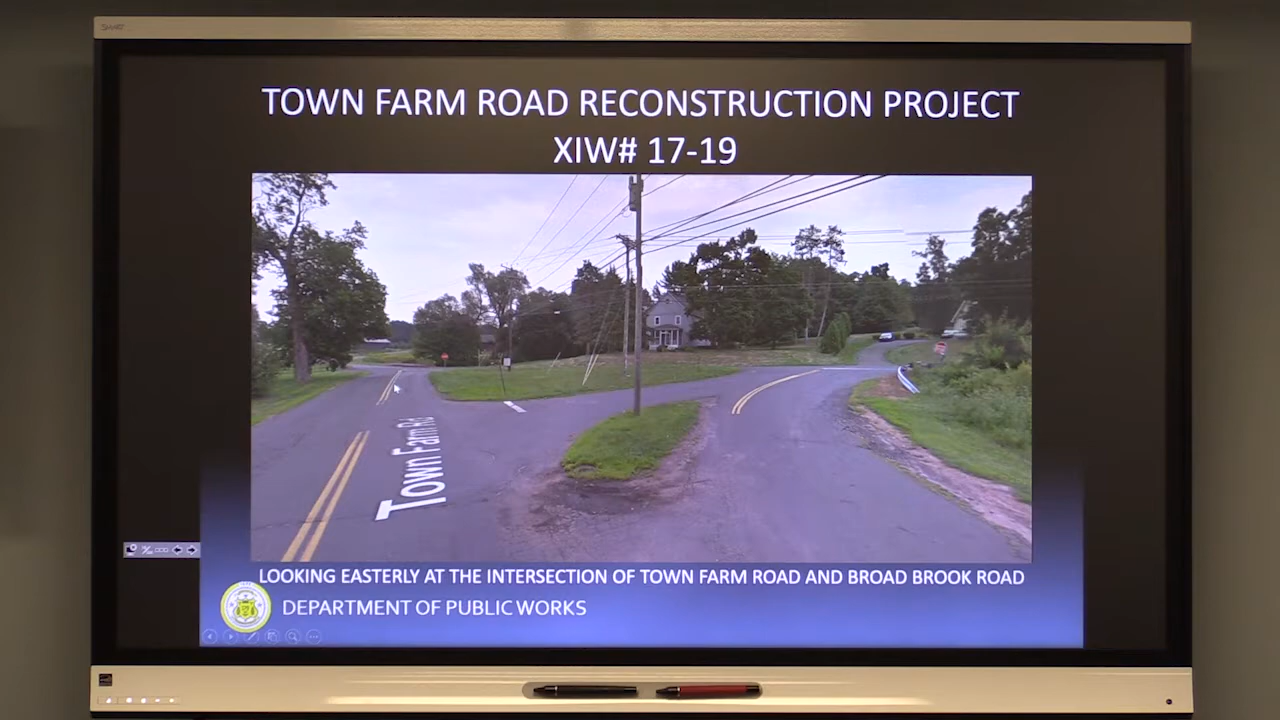 SMART
TOWN FARM ROAD RECONSTRUCTION PROJECT
XIW# 17-19
Town Farm Rd
LOOKING EASTERLY AT THE INTERSECTION OF TOWN FARM ROAD AND BROAD BROOK ROAD
DEPARTMENT OF PUBLIC WORKS